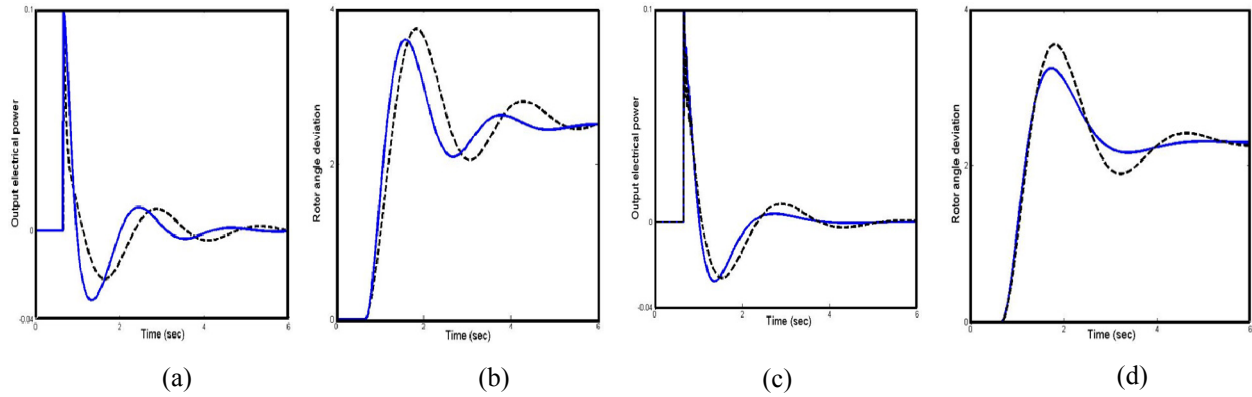 0.1
0
-0.04
0
2
4
6
Output electrical power
Time (sec)
(a)
4
2
0
0
2
4
6
Rotor angle deviation
Time (sec)
(b)
0.1
0
-0.04
0
2
4
6
Output electrical power
Time (sec)
(c)
4
2
0
0
2
4
6
Rotor angle deviation
Time (sec)
(d)